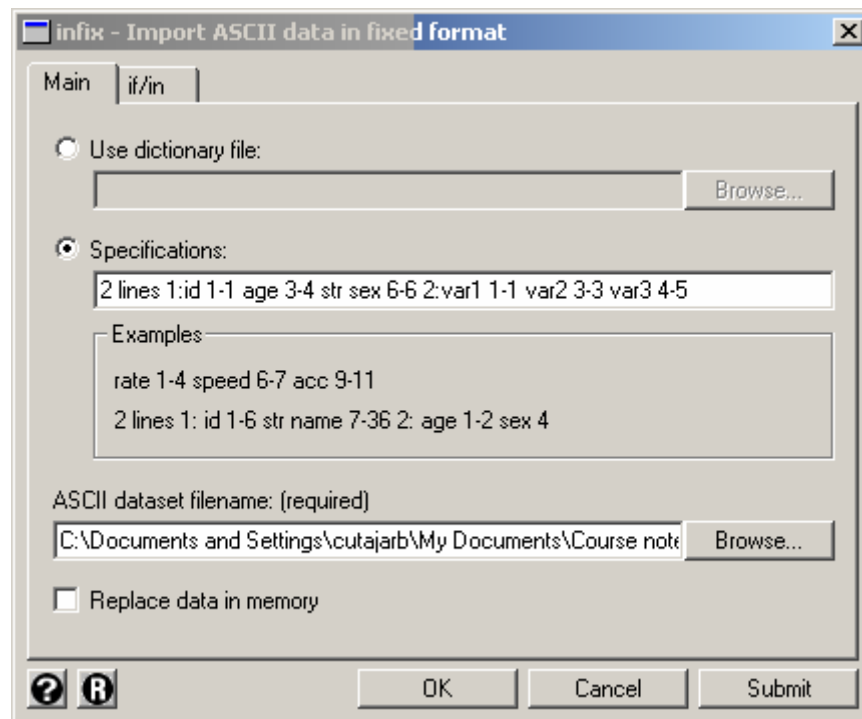 infix - Import ASCII data in fixed format
Main if/in
Use dictionary file:
Browse...
Specifications:
2 lines 1:id 1-1 age 3-4 str sex 6-6 2:var1 1-1 var2 3-3 var3 4-5
Examples
rate 1-4 speed 6-7 acc 9-11
2 lines 1: id 1-6 str name 7-36 2: age 1-2 sex 4
ASCII dataset filename: (required)
C:\Documents and Settings\cutajarb\My Documents\Course note Browse...
Replace data in memory
? R OK Cancel Submit